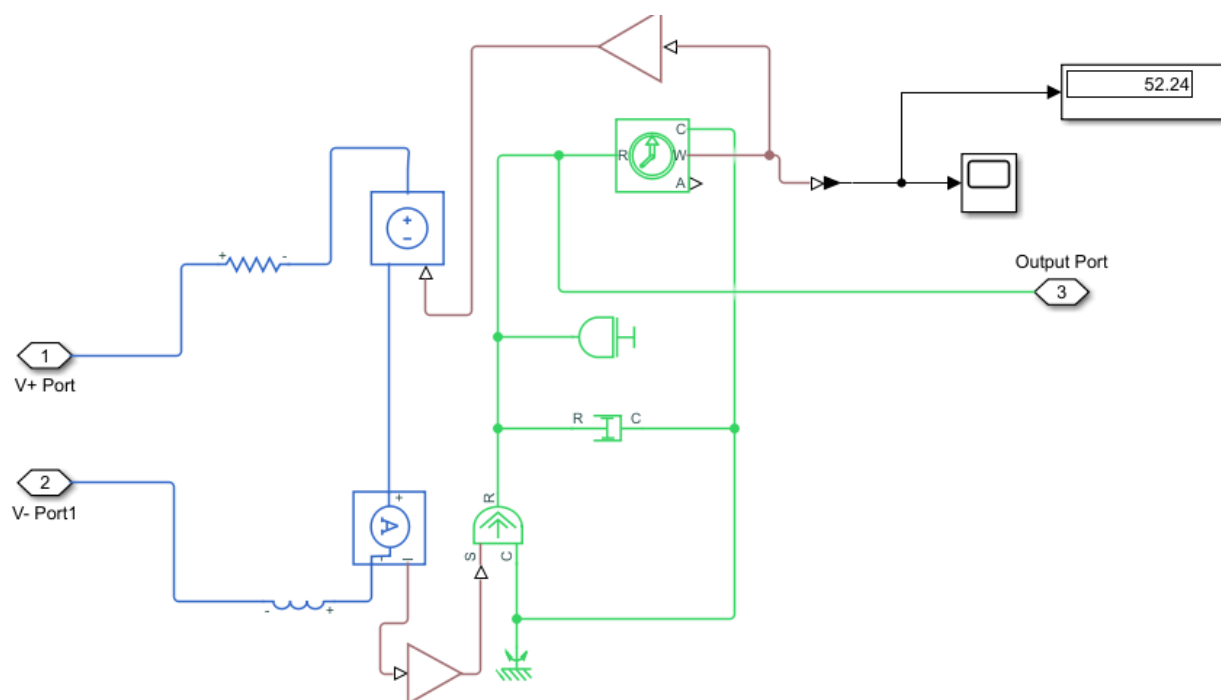 52.24
C
R
W
A
+
-
+
-
Output Port
3
1
V+ Port
R
C
2
V- Port1
R
+
A
-
I
S
C
-
+